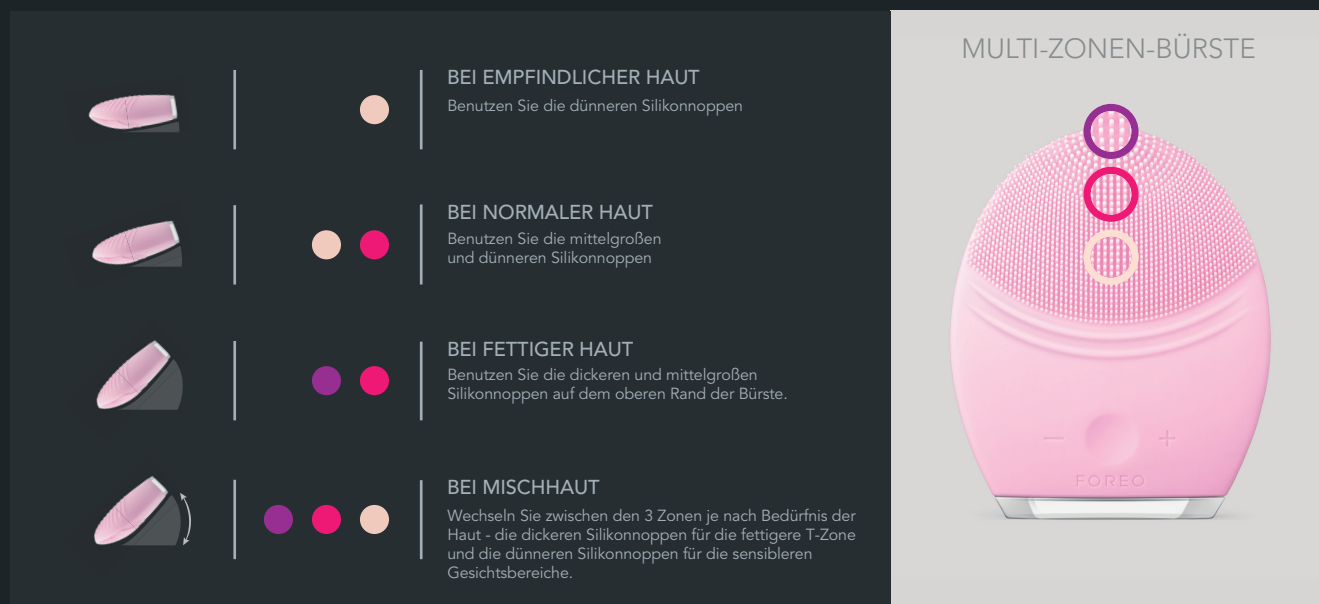 BEI EMPFINDLICHER HAUT
Benutzen Sie die dünneren Silikonnoppen
BEI NORMALER HAUT
Benutzen Sie die mittelgroßen
und dünneren Silikonnoppen
BEI FETTIGER HAUT
Benutzen Sie die dickeren und mittelgroßen
Silikonnoppen auf dem oberen Rand der Bürste.
BEI MISCHHAUT
Wechseln Sie zwischen den 3 Zonen je nach Bedürfnis der
Haut - die dickeren Silikonnoppen für die fettigere T-Zone
und die dünneren Silikonnoppen für die sensibleren
Gesichtsbereiche.
MULTI-ZONEN-BÜRSTE
— +
FOREO